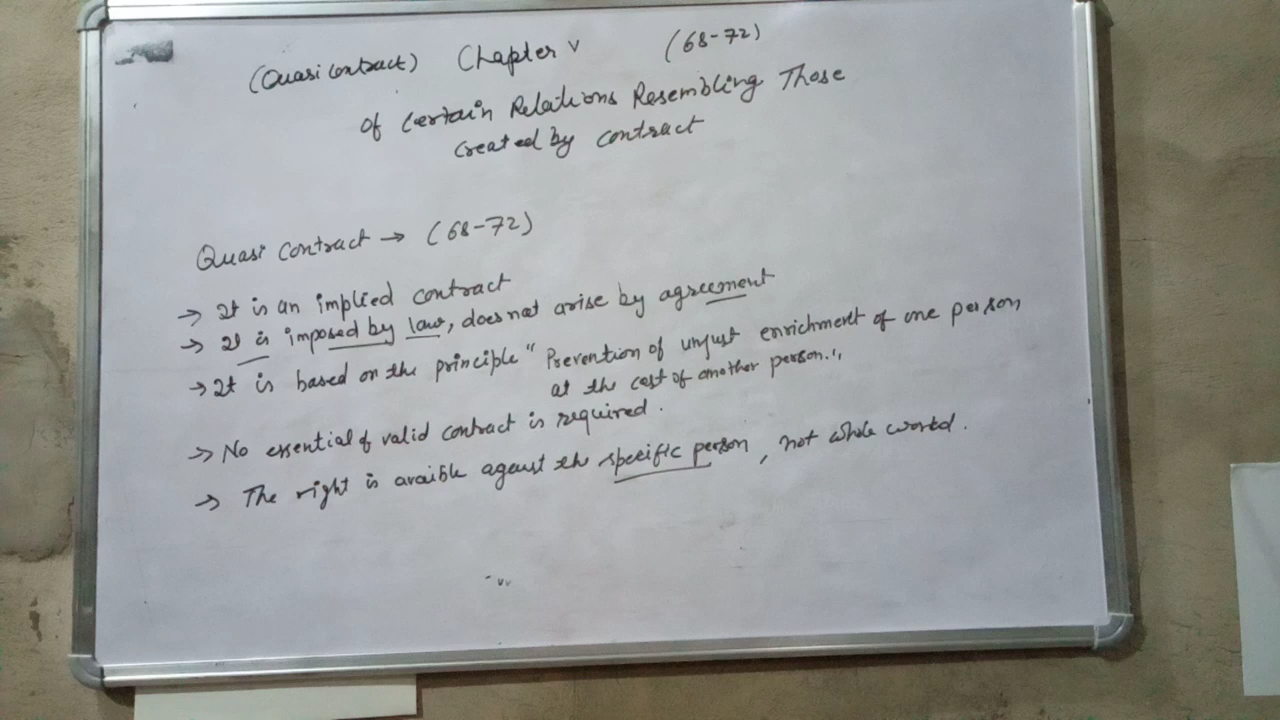 (Quasi Contract) Chapter V (68-72)
Of Certain Relations Resembling Those
created by contract
Quasi Contract → (68-72)
→ It is an implied contract
→ It is imposed by law, does not arise by agreement
→ It is based on the principle " Prevention of unjust enrichment of one person,
at the cost of another person."
→ No essential of valid contract is required.
→ The right is avaible against the specific person, not whole world.